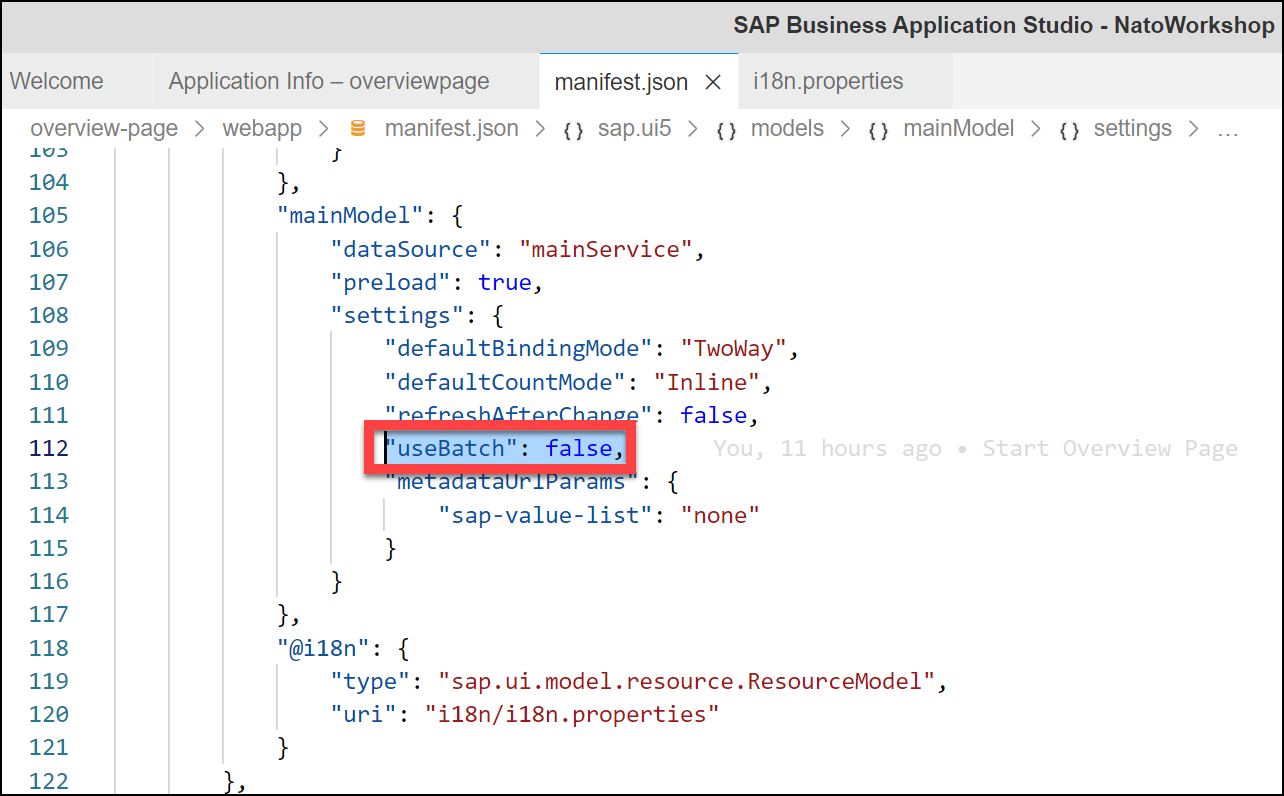 SAP Business Application Studio - NatoWorkshop
Welcome Application Info – overviewpage manifest.json × i18n.properties
overview-page > webapp > manifest.json > {} sap.ui5 > {} models > {} mainModel > {} settings > ...
103 }
104 },
105 "mainModel": {
106 "dataSource": "mainService",
107 "preload": true,
108 "settings": {
109 "defaultBindingMode": "TwoWay",
110 "defaultCountMode": "Inline",
111 "refreshAfterChange": false,
112 "useBatch": false, You, 11 hours ago • Start Overview Page
113 "metadataUrlParams": {
114 "sap-value-list": "none"
115 }
116 }
117 },
118 "@i18n": {
119 "type": "sap.ui.model.resource.ResourceModel",
120 "uri": "i18n/i18n.properties"
121 }
122 },